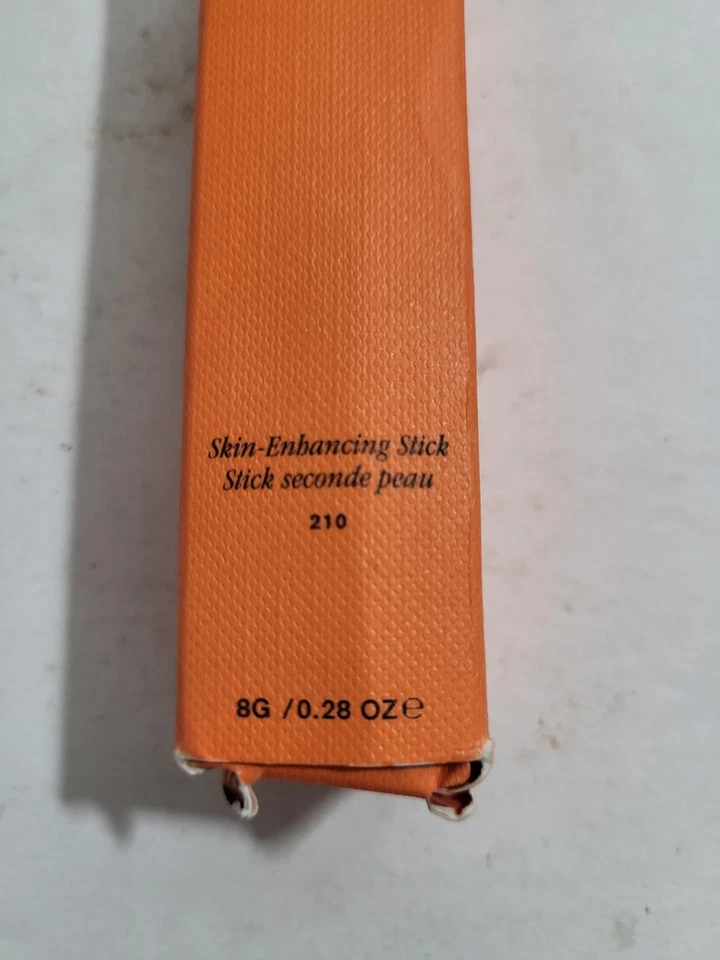 Skin-Enhancing Stick
Stick seconde peau
210
8G /0.28 OZ℮